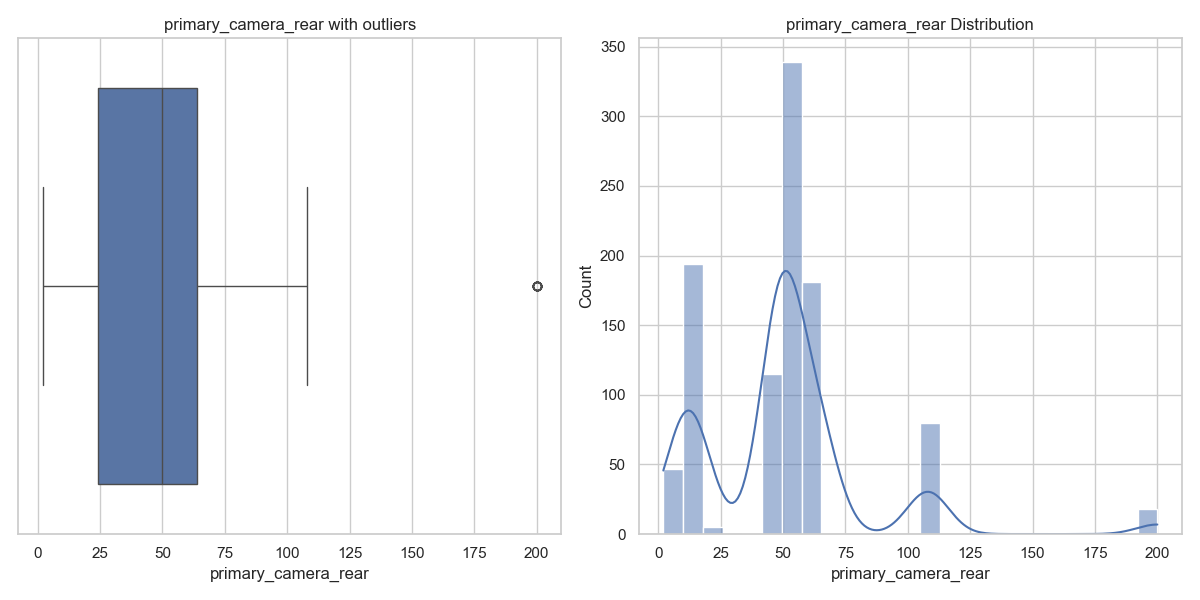 primary_camera_rear with outliers
0 25 50 75 100 125 150 175 200
primary_camera_rear
primary_camera_rear Distribution
350
300
250
200
150
100
50
0
Count
0 25 50 75 100 125 150 175 200
primary_camera_rear